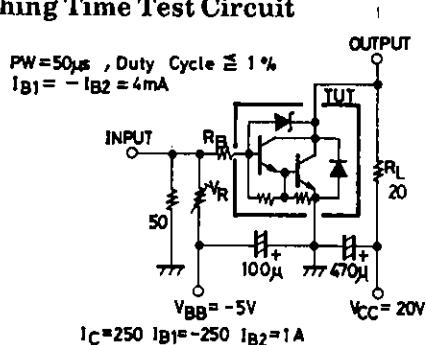 hing Time Test Circuit
PW=50μs , Duty Cycle ≦ 1%
IB1= − IB2=4mA
OUTPUT
TUT
INPUT
RB
VR
RL
20
50
100μ
+
470μ
+
VBB= −5V
VCC= 20V
IC=250 IB1=−250 IB2=1A